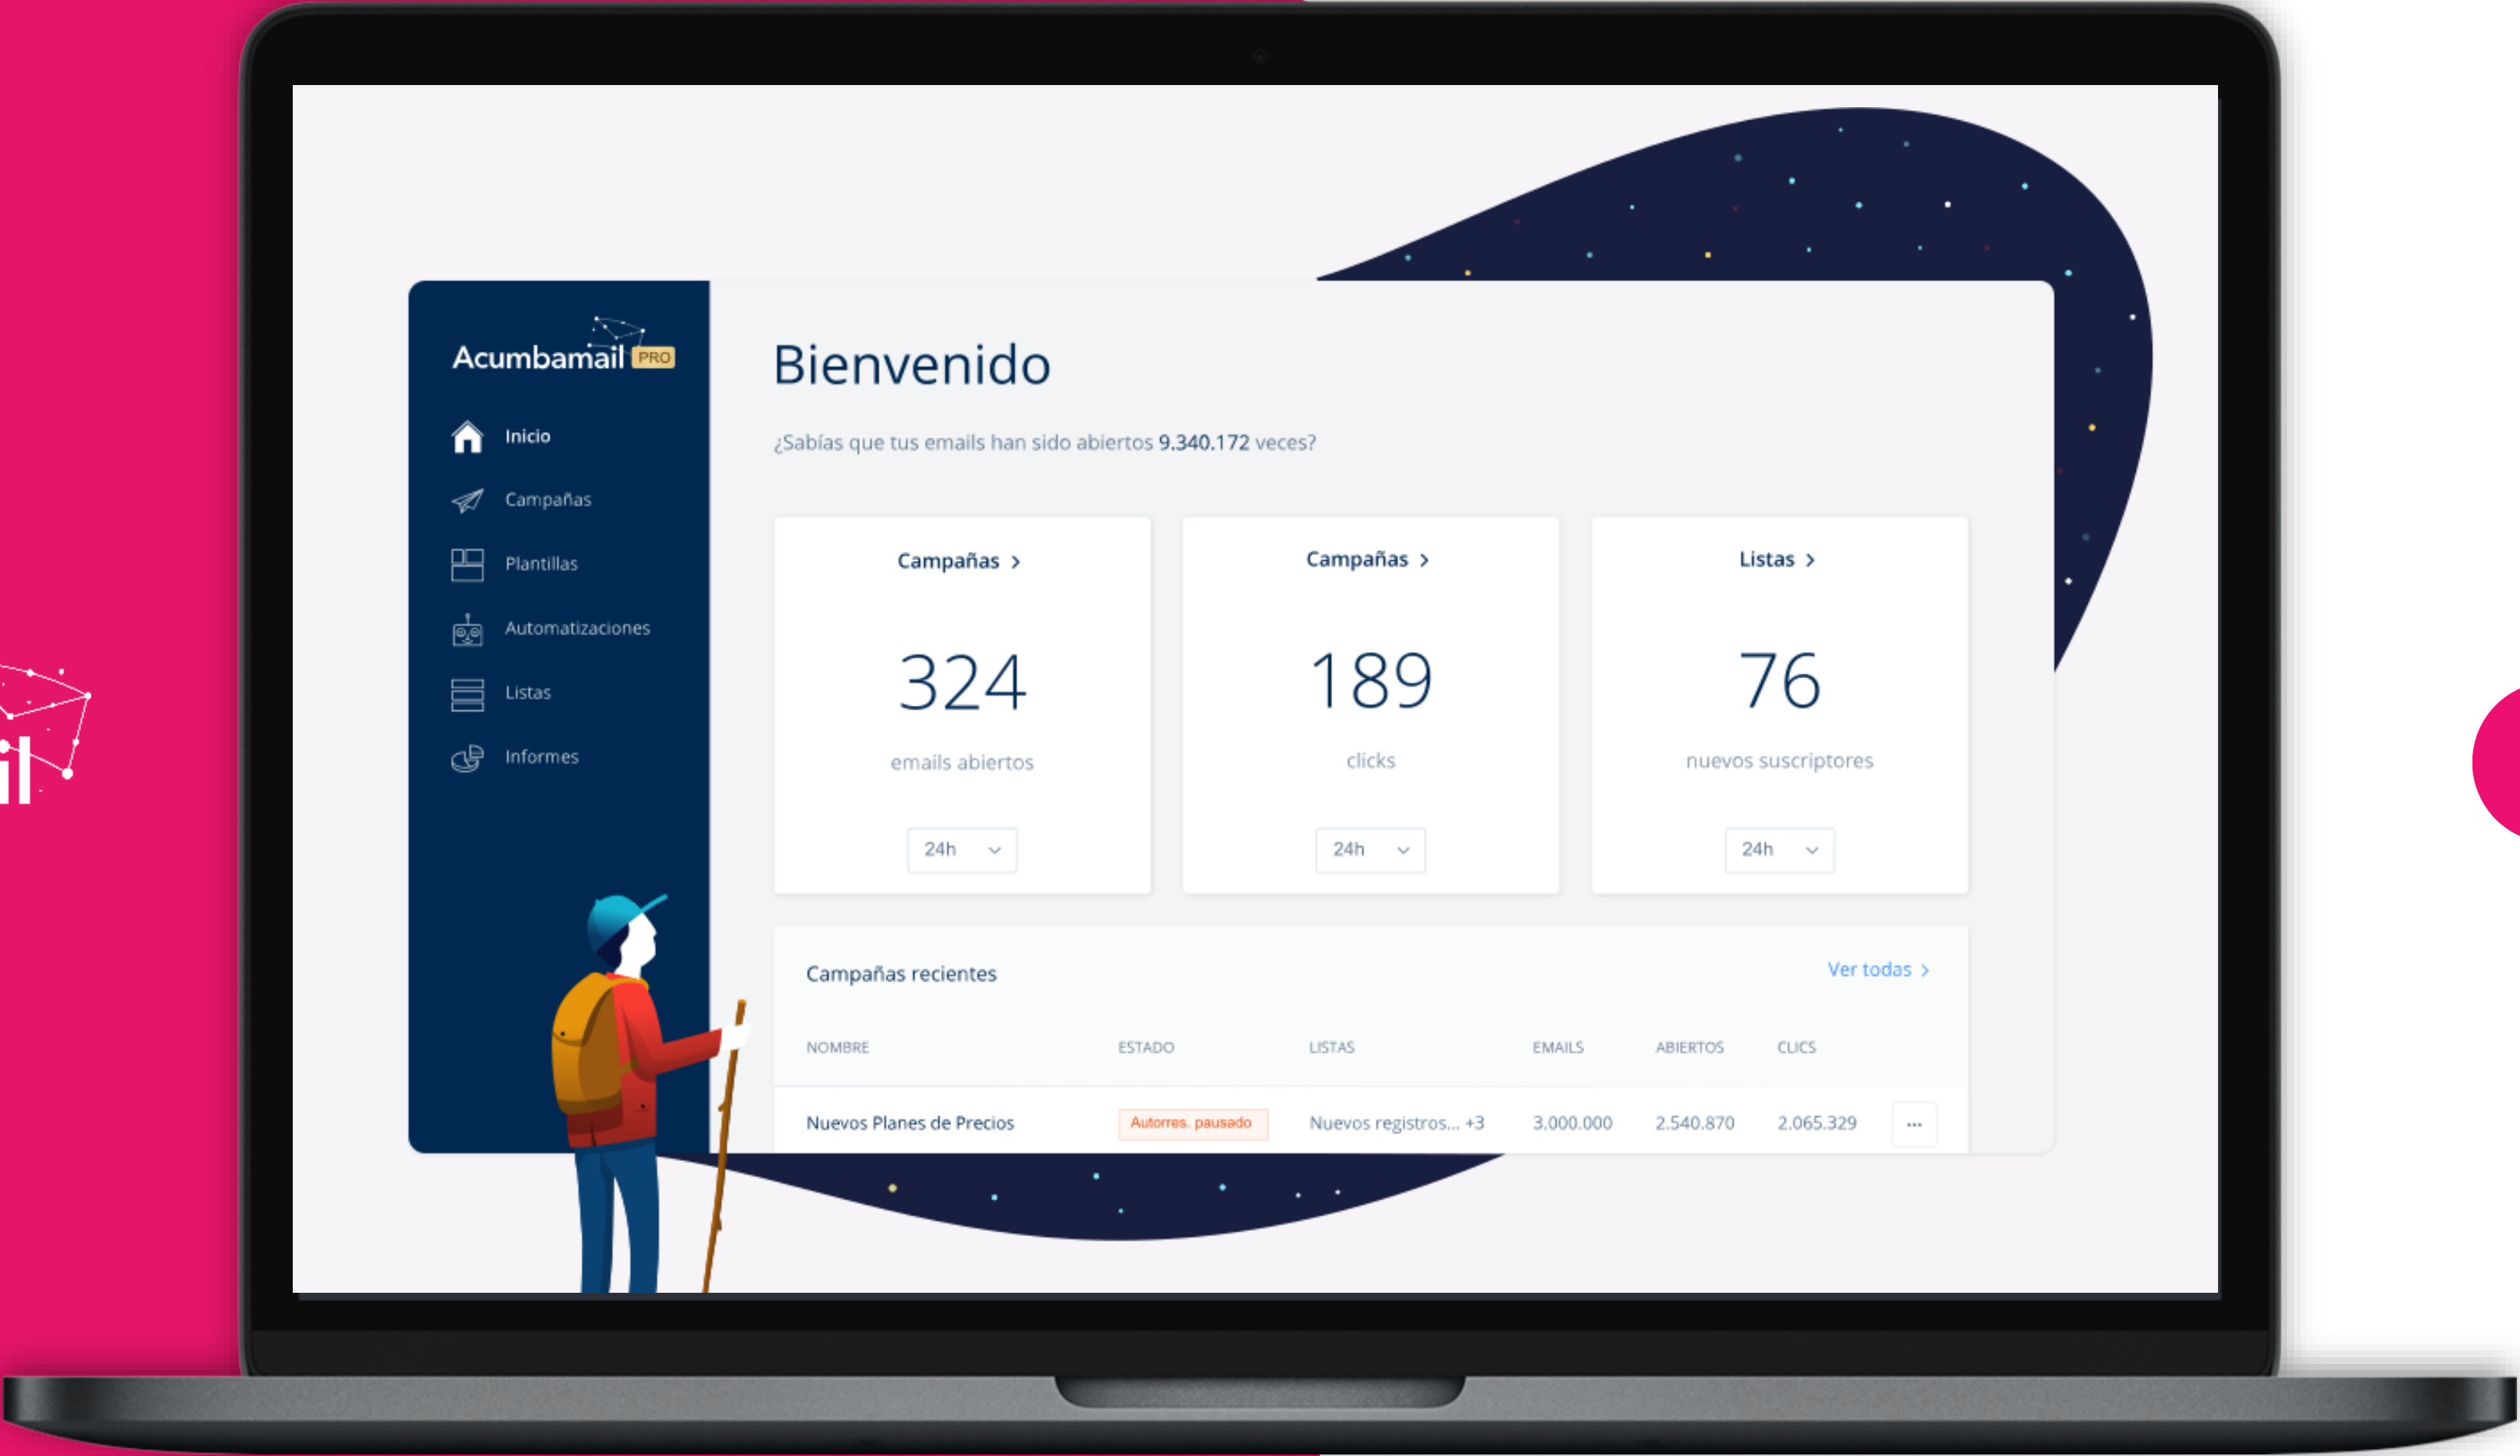 il
Acumbamail PRO
Inicio
Campañas
Plantillas
Automatizaciones
Listas
Informes
Bienvenido
¿Sabías que tus emails han sido abiertos 9.340.172 veces?
Campañas >
324
emails abiertos
24h
Campañas >
189
clicks
24h
Listas >
76
nuevos suscriptores
24h
Campañas recientes
Ver todas >
NOMBRE ESTADO LISTAS EMAILS ABIERTOS CLICS
Nuevos Planes de Precios Autorres. pausado Nuevos registros... +3 3.000.000 2.540.870 2.065.329 ...